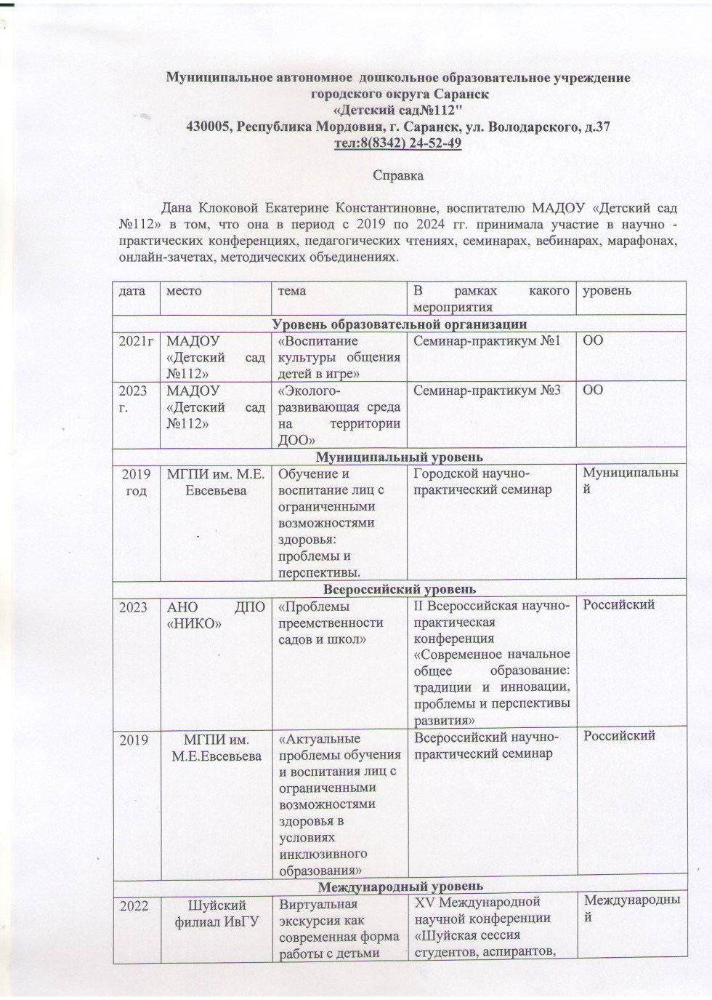 Муниципальное автономное дошкольное образовательное учреждение
городского округа Саранск
«Детский сад№112"
430005, Республика Мордовия, г. Саранск, ул. Володарского, д.37
тел:8(8342) 24-52-49
Справка
Дана Клоковой Екатерине Константиновне, воспитателю МАДОУ «Детский сад
№112» в том, что она в период с 2019 по 2024 гг. принимала участие в научно -
практических конференциях, педагогических чтениях, семинарах, вебинарах, марафонах,
онлайн-зачетах, методических объединениях.
дата
место
тема
В рамках какого
мероприятия
уровень
Уровень образовательной организации
2021г
МАДОУ
«Детский сад
№112»
«Воспитание
культуры общения
детей в игре»
Семинар-практикум №1
ОО
2023
г.
МАДОУ
«Детский сад
№112»
«Эколого-
развивающая среда
на территории
ДОО»
Семинар-практикум №3
ОО
Муниципальный уровень
2019
год
МГПИ им. М.Е.
Евсевьева
Обучение и
воспитание лиц с
ограниченными
возможностями
здоровья:
проблемы и
перспективы.
Городской научно-
практический семинар
Муниципальны
й
Всероссийский уровень
2023
АНО ДПО
«НИКО»
«Проблемы
преемственности
садов и школ»
II Всероссийская научно-
практическая
конференция
«Современное начальное
общее образование:
традиции и инновации,
проблемы и перспективы
развития»
Российский
2019
МГПИ им.
М.Е.Евсевьева
«Актуальные
проблемы обучения
и воспитания лиц с
ограниченными
возможностями
здоровья в
условиях
инклюзивного
образования»
Всероссийский научно-
практический семинар
Российский
Международный уровень
2022
Шуйский
филиал ИвГУ
Виртуальная
экскурсия как
современная форма
работы с детьми
XV Международной
научной конференции
«Шуйская сессия
студентов, аспирантов,
Международны
й